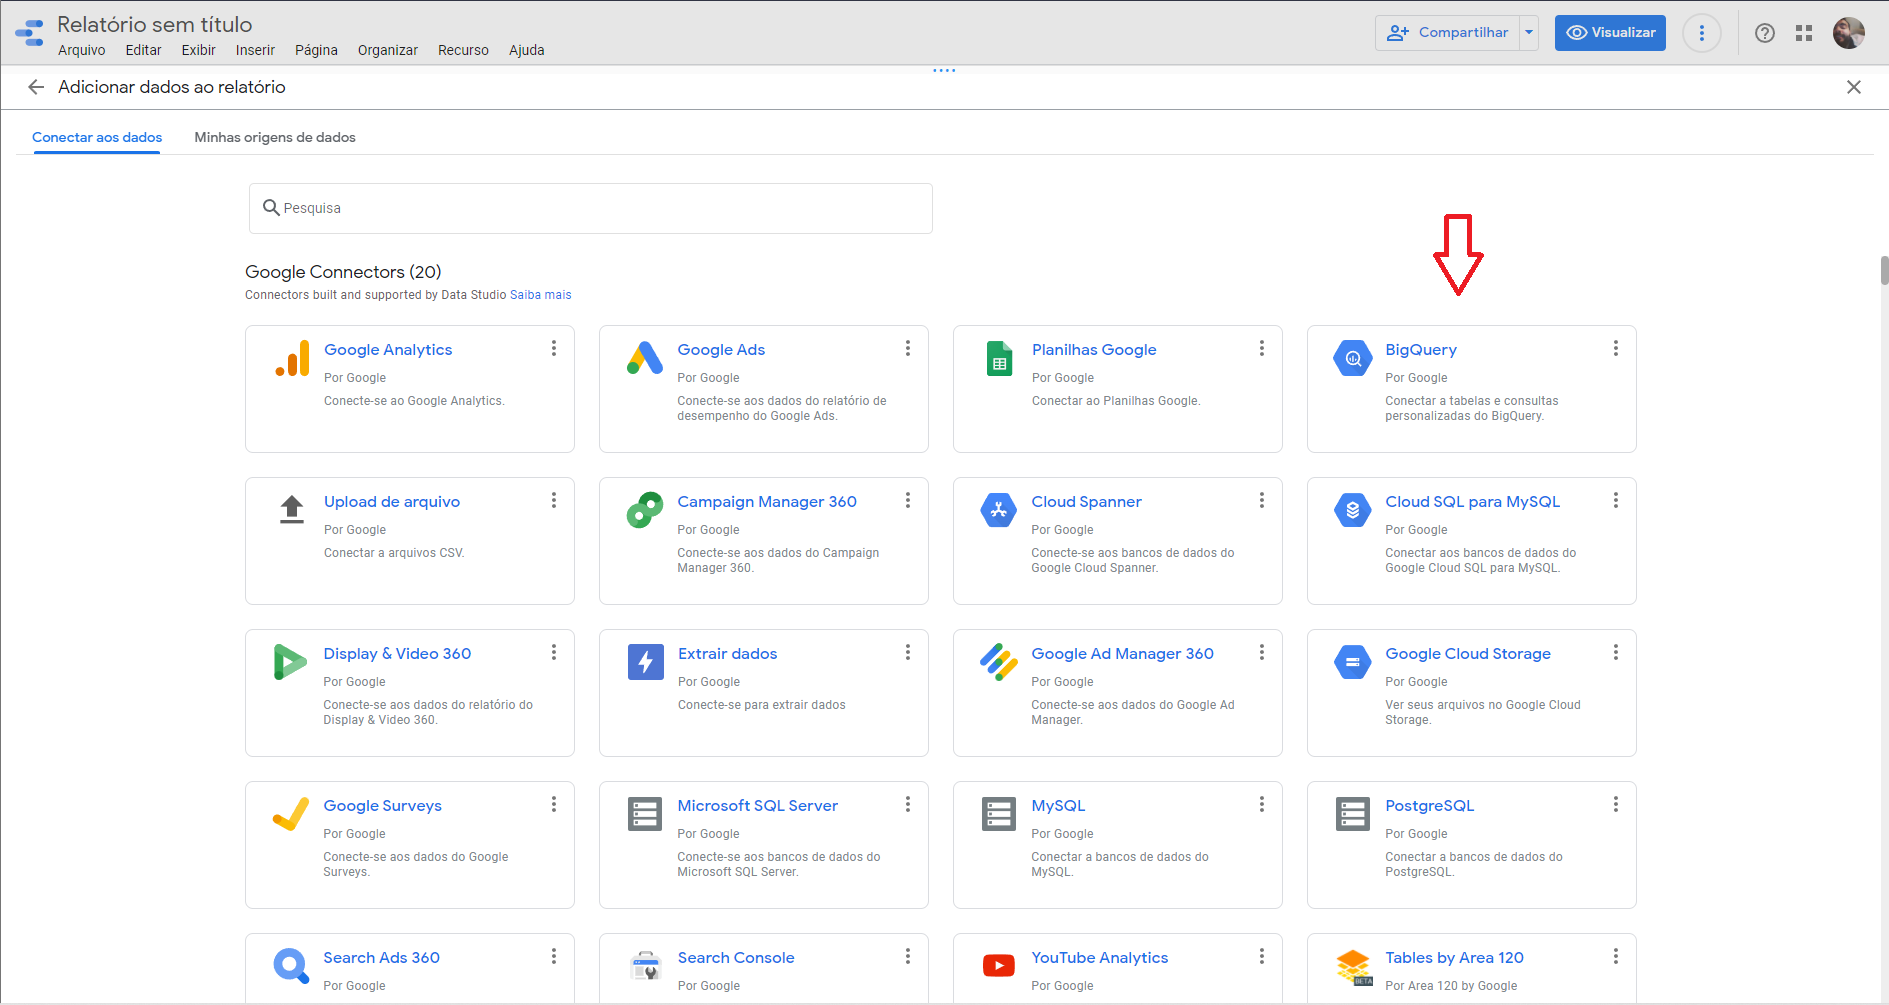 Relatório sem título
Arquivo Editar Exibir Inserir Página Organizar Recurso Ajuda
Compartilhar
Visualizar
Adicionar dados ao relatório
Conectar aos dados Minhas origens de dados
Pesquisa
Google Connectors (20)
Connectors built and supported by Data Studio Saiba mais
Google Analytics
Por Google
Conecte-se ao Google Analytics.
Google Ads
Por Google
Conecte-se aos dados do relatório de
desempenho do Google Ads.
Planilhas Google
Por Google
Conectar ao Planilhas Google.
BigQuery
Por Google
Conectar a tabelas e consultas
personalizadas do BigQuery.
Upload de arquivo
Por Google
Conectar a arquivos CSV.
Campaign Manager 360
Por Google
Conecte-se aos dados do Campaign
Manager 360.
Cloud Spanner
Por Google
Conecte-se aos bancos de dados do
Google Cloud Spanner.
Cloud SQL para MySQL
Por Google
Conectar aos bancos de dados do
Google Cloud SQL para MySQL.
Display & Video 360
Por Google
Conecte-se aos dados do relatório do
Display & Video 360.
Extrair dados
Por Google
Conecte-se para extrair dados
Google Ad Manager 360
Por Google
Conecte-se aos dados do Google Ad
Manager.
Google Cloud Storage
Por Google
Ver seus arquivos no Google Cloud
Storage.
Google Surveys
Por Google
Conecte-se aos dados do Google
Surveys.
Microsoft SQL Server
Por Google
Conecte-se aos bancos de dados do
Microsoft SQL Server.
MySQL
Por Google
Conectar a bancos de dados do
MySQL.
PostgreSQL
Por Google
Conectar a bancos de dados do
PostgreSQL.
Search Ads 360
Por Google
Search Console
Por Google
YouTube Analytics
Por Google
BETA
Tables by Area 120
Por Area 120 by Google